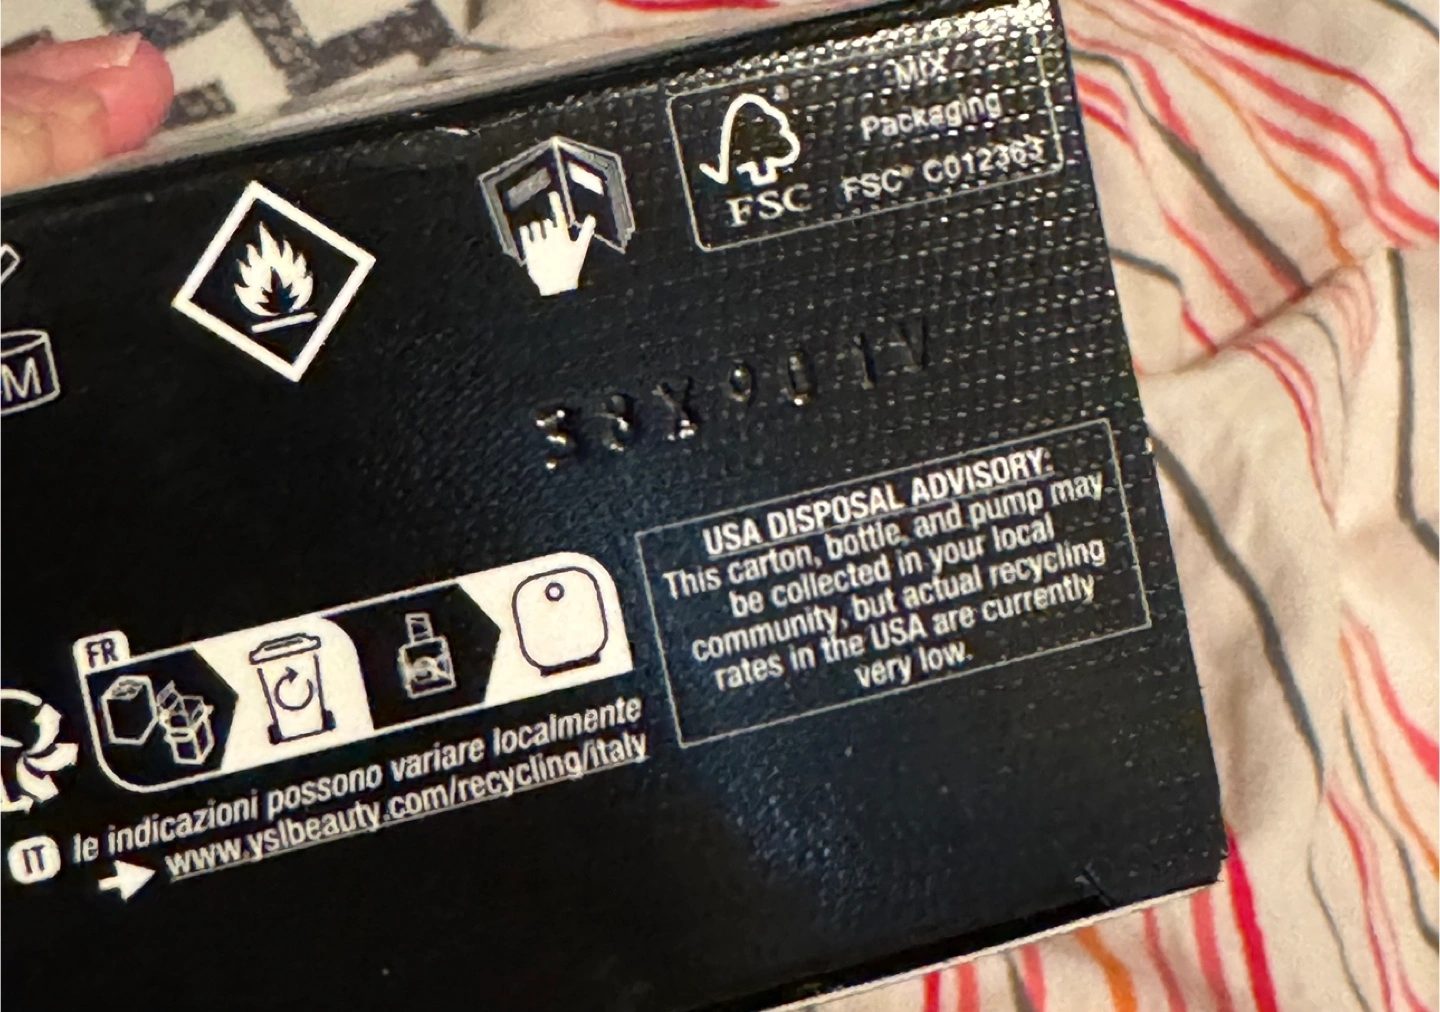 MIX
Packaging
FSC® C012363
FSC
M
38X901V
USA DISPOSAL ADVISORY:
This carton, bottle, and pump may
be collected in your local
community, but actual recycling
rates in the USA are currently
very low.
FR
IT le indicazioni possono variare localmente
www.yslbeauty.com/recycling/italy